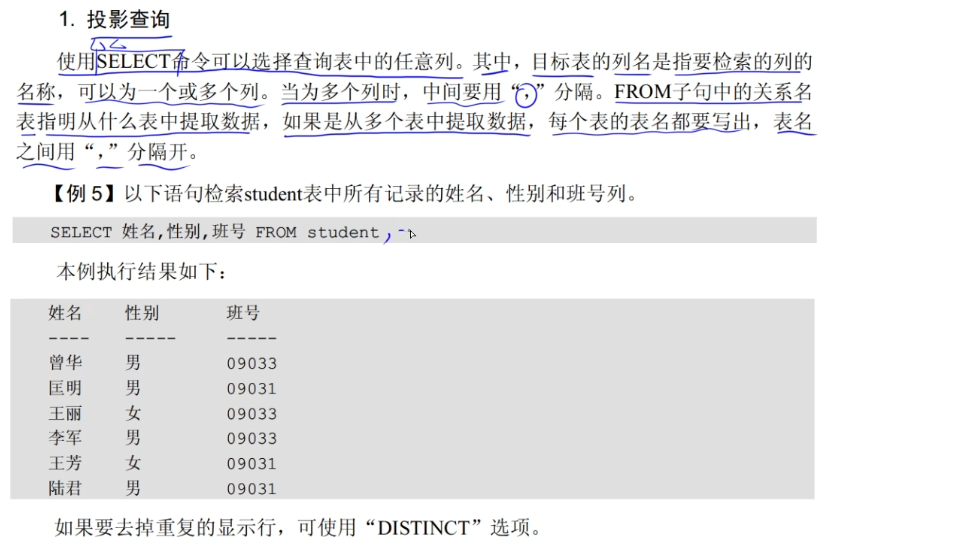 1. 投影查询
使用SELECT命令可以选择查询表中的任意列。其中，目标表的列名是指要检索的列的
名称，可以为一个或多个列。当为多个列时，中间要用“，”分隔。FROM子句中的关系名
表指明从什么表中提取数据，如果是从多个表中提取数据，每个表的表名都要写出，表名
之间用“，”分隔开。
【例 5】以下语句检索student表中所有记录的姓名、性别和班号列。
SELECT 姓名,性别,班号 FROM student
本例执行结果如下：
姓名 性别 班号
---- ----- -----
曾华 男 09033
匡明 男 09031
王丽 女 09033
李军 男 09033
王芳 女 09031
陆君 男 09031
如果要去掉重复的显示行，可使用“DISTINCT”选项。